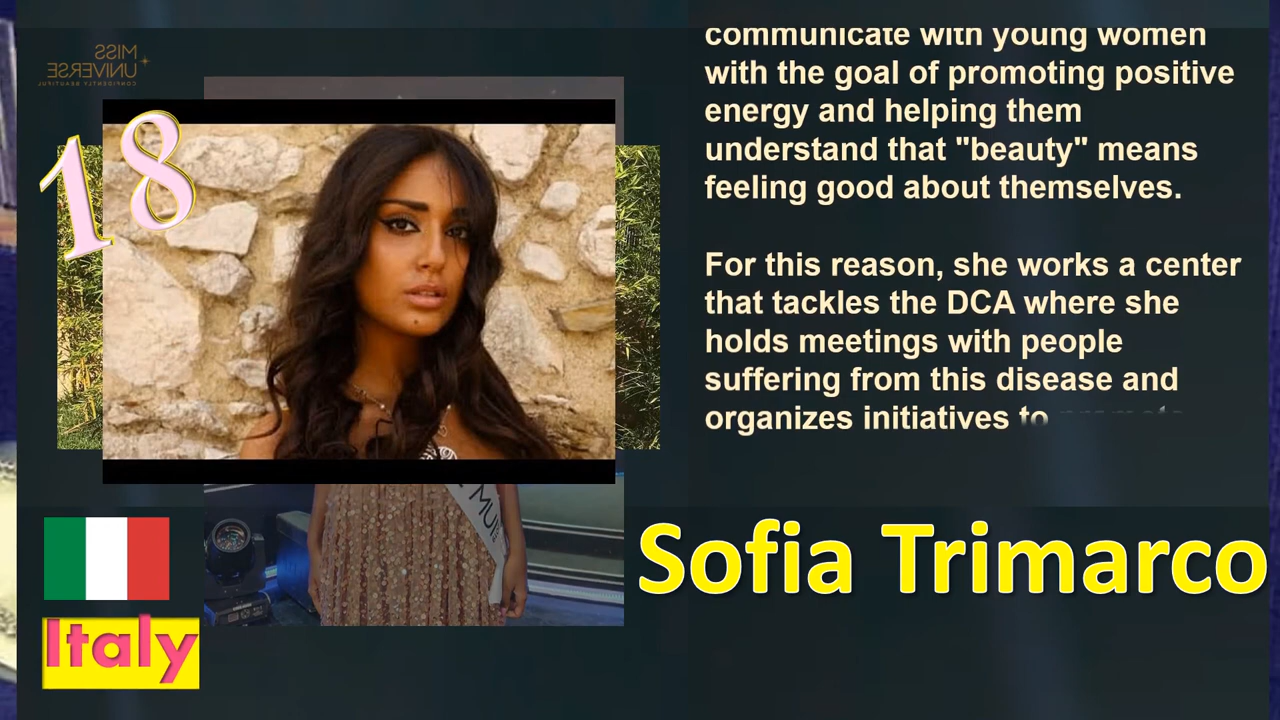 MISS
UNIVERSE
CONFIDENTLY BEAUTIFUL
18
communicate with young women
with the goal of promoting positive
energy and helping them
understand that "beauty" means
feeling good about themselves.
For this reason, she works a center
that tackles the DCA where she
holds meetings with people
suffering from this disease and
organizes initiatives to
Sofia Trimarco
Italy